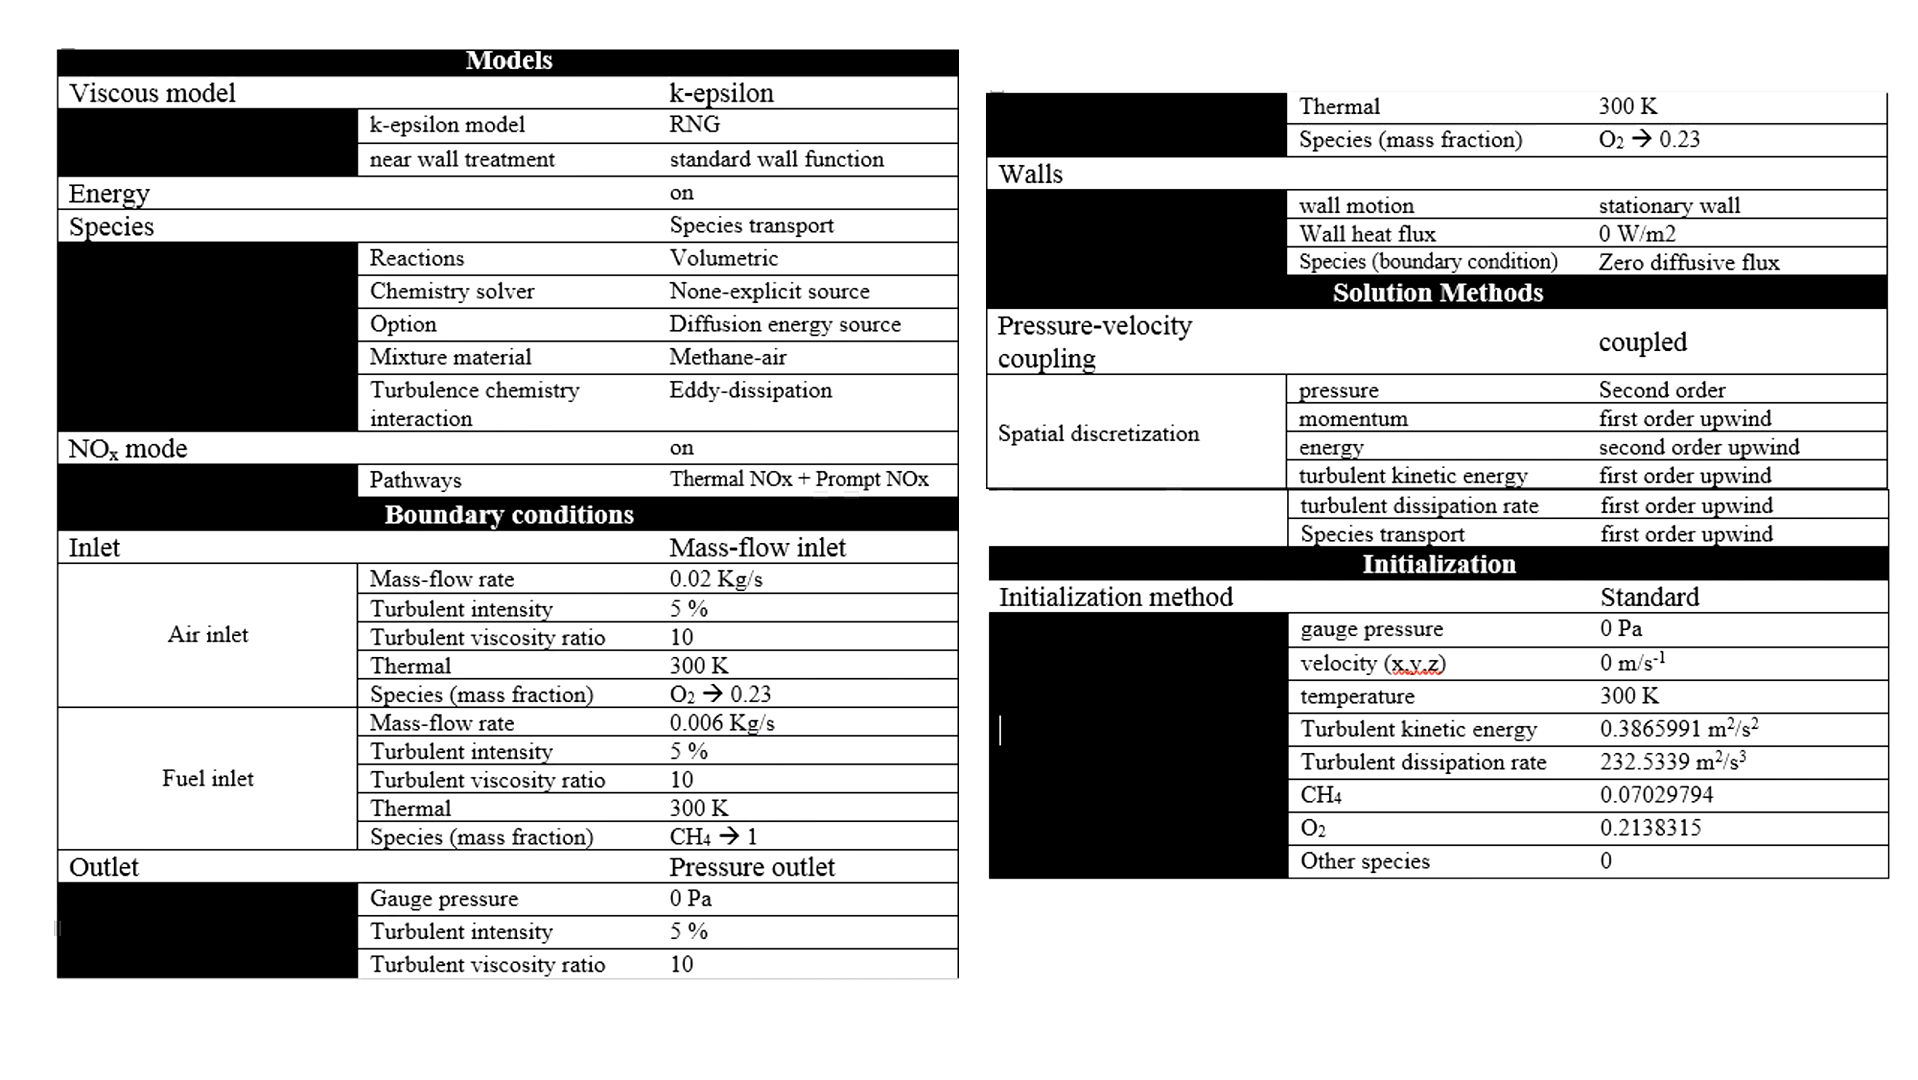 Models
Viscous model k-epsilon
k-epsilon model RNG
near wall treatment standard wall function
Energy on
Species Species transport
Reactions Volumetric
Chemistry solver None-explicit source
Option Diffusion energy source
Mixture material Methane-air
Turbulence chemistry Eddy-dissipation
interaction
NOx mode on
Pathways Thermal NOx + Prompt NOx
Boundary conditions
Inlet Mass-flow inlet
Air inlet
Mass-flow rate 0.02 Kg/s
Turbulent intensity 5 %
Turbulent viscosity ratio 10
Thermal 300 K
Species (mass fraction) O2 → 0.23
Fuel inlet
Mass-flow rate 0.006 Kg/s
Turbulent intensity 5 %
Turbulent viscosity ratio 10
Thermal 300 K
Species (mass fraction) CH4 → 1
Outlet Pressure outlet
Gauge pressure 0 Pa
Turbulent intensity 5 %
Turbulent viscosity ratio 10
Thermal 300 K
Species (mass fraction) O2 → 0.23
Walls
wall motion stationary wall
Wall heat flux 0 W/m2
Species (boundary condition) Zero diffusive flux
Solution Methods
Pressure-velocity
coupling coupled
Spatial discretization
pressure Second order
momentum first order upwind
energy second order upwind
turbulent kinetic energy first order upwind
turbulent dissipation rate first order upwind
Species transport first order upwind
Initialization
Initialization method Standard
gauge pressure 0 Pa
velocity (x,y,z) 0 m/s-1
temperature 300 K
Turbulent kinetic energy 0.3865991 m2/s2
Turbulent dissipation rate 232.5339 m2/s3
CH4 0.07029794
O2 0.2138315
Other species 0